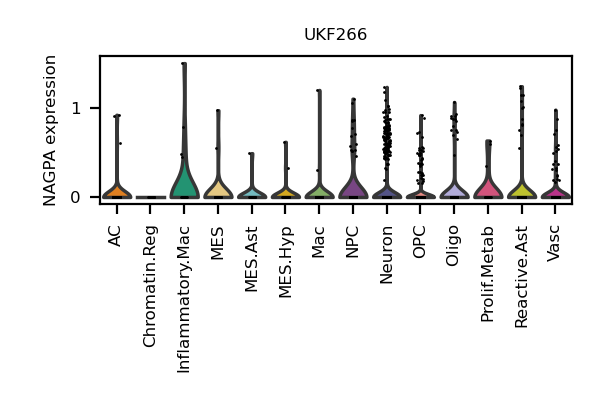 UKF266
NAGPA expression
1
0
AC
Chromatin.Reg
Inflammatory.Mac
MES
MES.Ast
MES.Hyp
Mac
NPC
Neuron
OPC
Oligo
Prolif.Metab
Reactive.Ast
Vasc